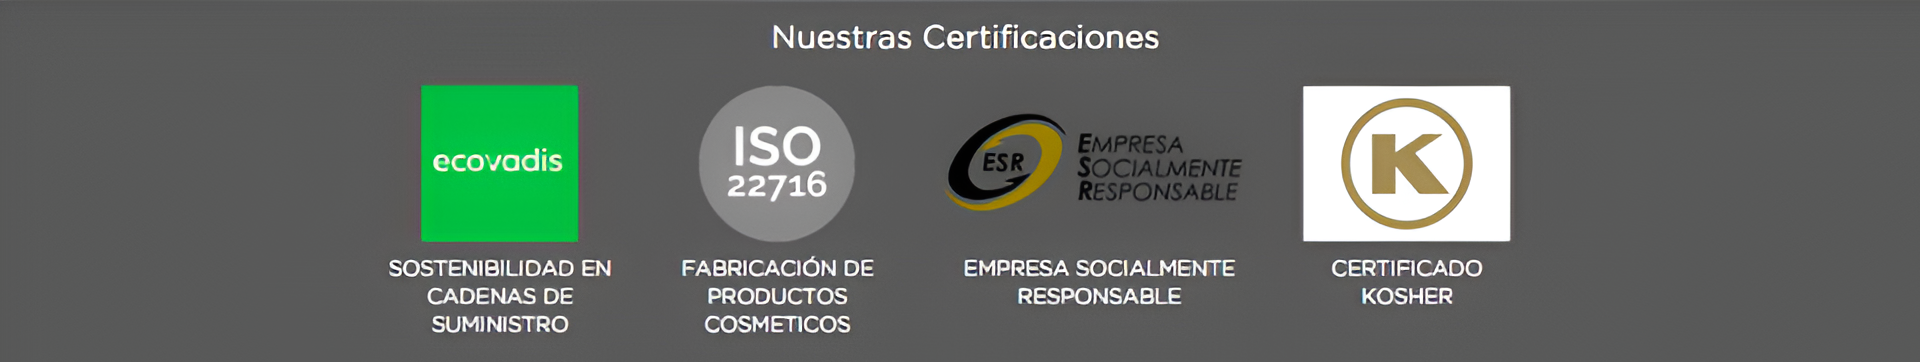 Nuestras Certificaciones
ecovadis
SOSTENIBILIDAD EN
CADENAS DE
SUMINISTRO
ISO
22716
FABRICACIÓN DE
PRODUCTOS
COSMETICOS
ESR
EMPRESA
SOCIALMENTE
RESPONSABLE
EMPRESA SOCIALMENTE
RESPONSABLE
K
CERTIFICADO
KOSHER